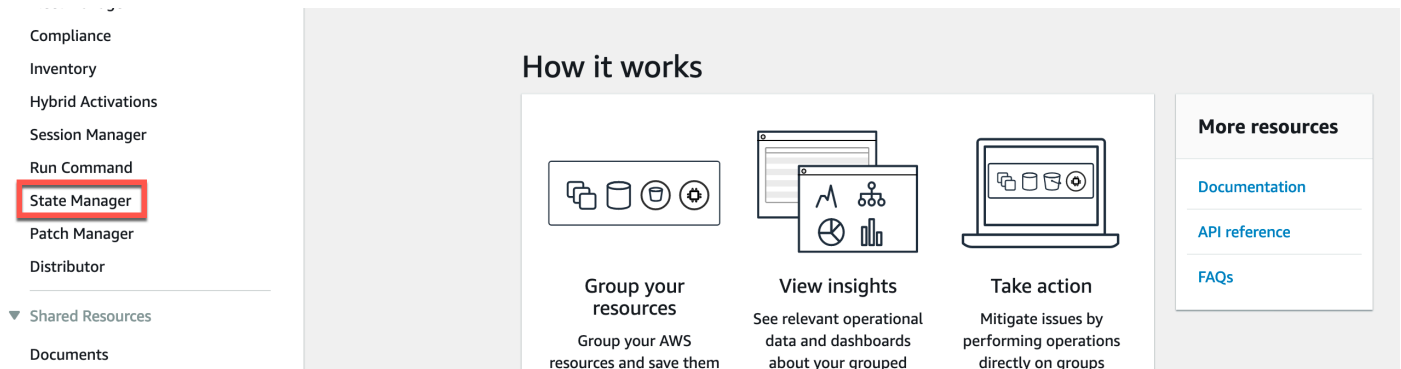 Compliance
Inventory
Hybrid Activations
Session Manager
Run Command
State Manager
Patch Manager
Distributor
Shared Resources
Documents
How it works
Group your
resources
Group your AWS
resources and save them
View insights
See relevant operational
data and dashboards
about your grouped
Take action
Mitigate issues by
performing operations
directly on groups
More resources
Documentation
API reference
FAQs